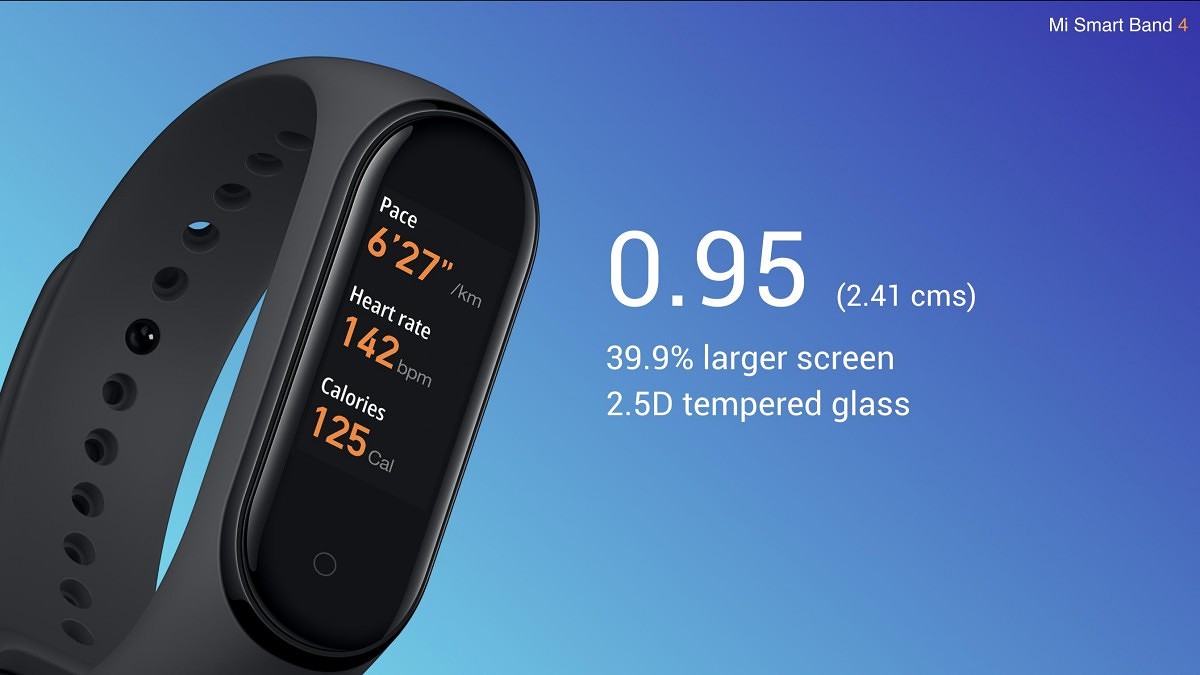 Mi Smart Band 4
Pace
6’27” /km
Heart rate
142 bpm
Calories
125 Cal
0.95 (2.41 cms)
39.9% larger screen
2.5D tempered glass